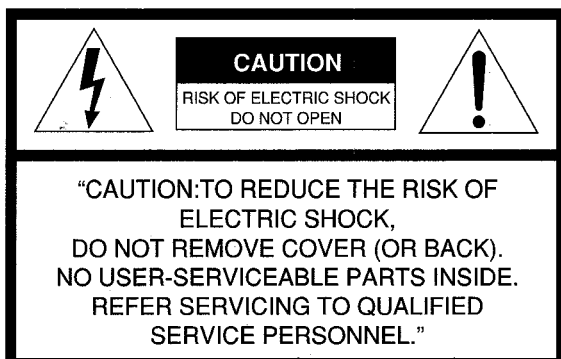 CAUTION
RISK OF ELECTRIC SHOCK
DO NOT OPEN
“CAUTION:TO REDUCE THE RISK OF
ELECTRIC SHOCK,
DO NOT REMOVE COVER (OR BACK).
NO USER-SERVICEABLE PARTS INSIDE.
REFER SERVICING TO QUALIFIED
SERVICE PERSONNEL.”